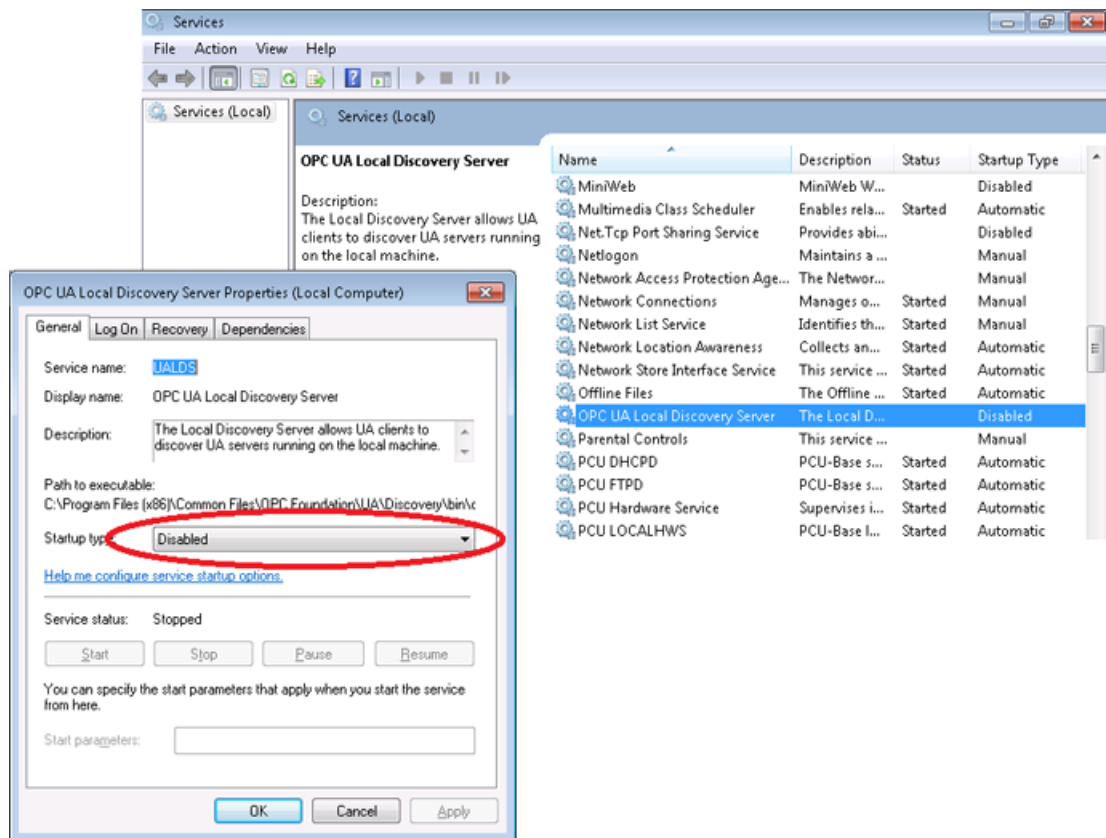 Services
File Action View Help
Services (Local)
Services (Local)
OPC UA Local Discovery Server
Description:
The Local Discovery Server allows UA
clients to discover UA servers running
on the local machine.
Name Description Status Startup Type
MiniWeb MiniWeb W... Disabled
Multimedia Class Scheduler Enables rela... Started Automatic
Net.Tcp Port Sharing Service Provides abi... Disabled
Netlogon Maintains a ... Manual
Network Access Protection Age... The Networ... Manual
Network Connections Manages o... Started Manual
Network List Service Identifies th... Started Manual
Network Location Awareness Collects an... Started Automatic
Network Store Interface Service This service ... Started Automatic
Offline Files The Offline ... Started Automatic
OPC UA Local Discovery Server The Local D... Disabled
Parental Controls This service ... Manual
PCU DHCPD PCU-Base s... Started Automatic
PCU FTPD PCU-Base s... Started Automatic
PCU Hardware Service Supervises i... Started Automatic
PCU LOCALHWS PCU-Base l... Started Automatic
OPC UA Local Discovery Server Properties (Local Computer)
General Log On Recovery Dependencies
Service name: UALDS
Display name: OPC UA Local Discovery Server
Description: The Local Discovery Server allows UA clients to
discover UA servers running on the local machine.
Path to executable:
C:\Program Files (x86)\Common Files\OPC Foundation\UA\Discovery\bin\
Startup type: Disabled
Help me configure service startup options.
Service status: Stopped
Start Stop Pause Resume
You can specify the start parameters that apply when you start the service
from here.
Start parameters:
OK Cancel Apply